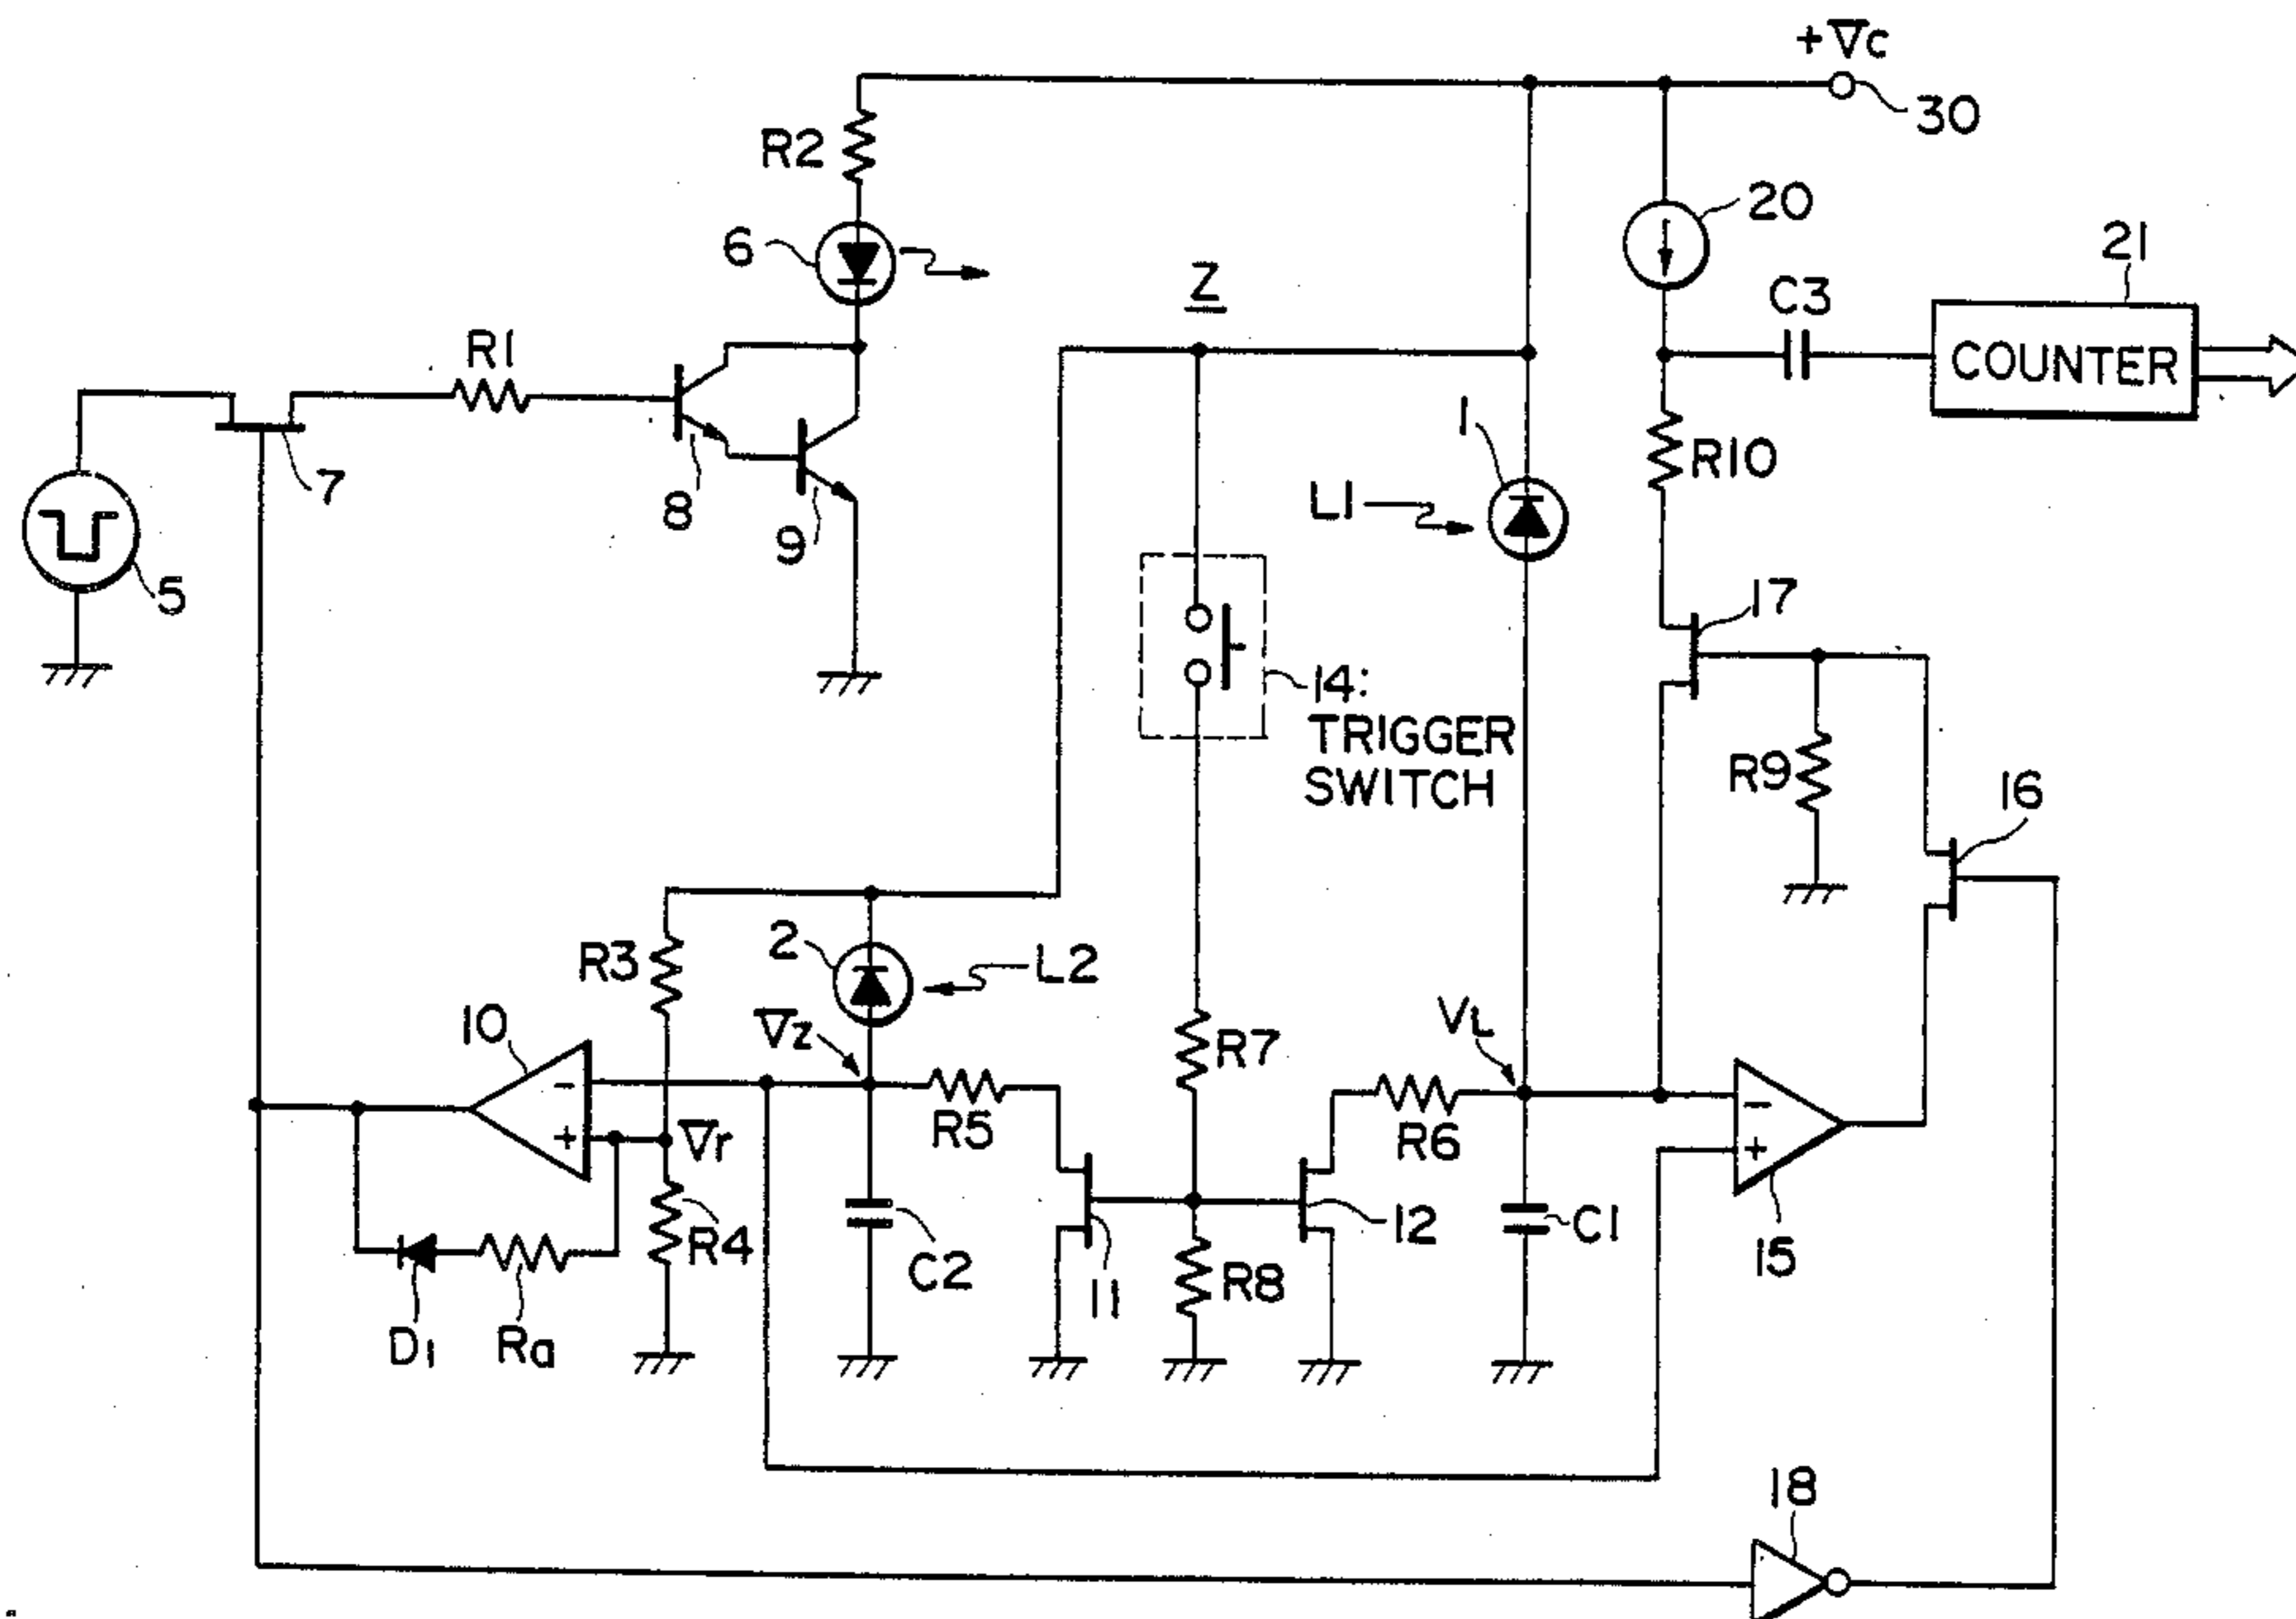 +Vc
30
R2
6
20
21
Z
C3
COUNTER
R1
1
R10
7
8
L1
5
9
17
14:
TRIGGER
SWITCH
R9
16
2
R3
L2
10
Vz
VL
R7
-
R5
R6
-
+
Vr
+
R4
C2
12
C1
15
11
R8
D1
Ra
18